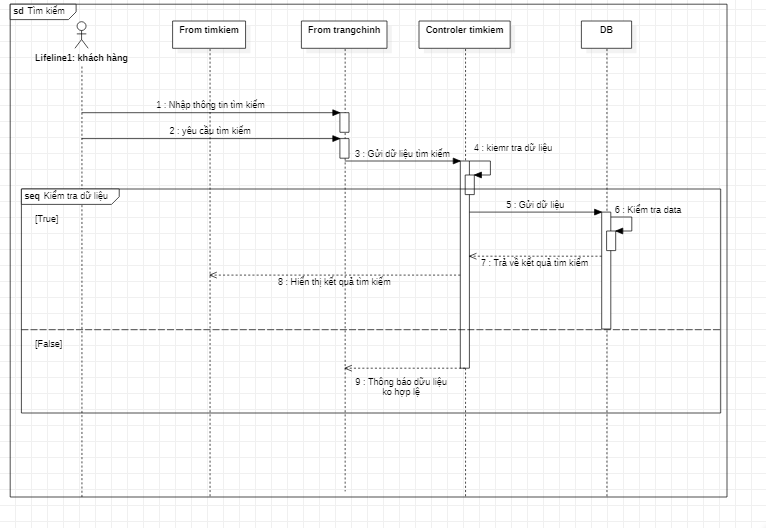 sd Tìm kiếm
From timkiem
From trangchinh
Controler timkiem
DB
Lifeline1: khách hàng
1 : Nhập thông tin tìm kiếm
2 : yêu cầu tìm kiếm
3 : Gửi dữ liệu tìm kiếm
4 : kiemr tra dữ liệu
seq Kiểm tra dữ liệu
[True]
5 : Gửi dữ liệu
6 : Kiểm tra data
7 : Trả về kết quả tìm kiếm
8 : Hiển thị kết quả tìm kiếm
[False]
9 : Thông báo dữu liệu
ko hợp lệ